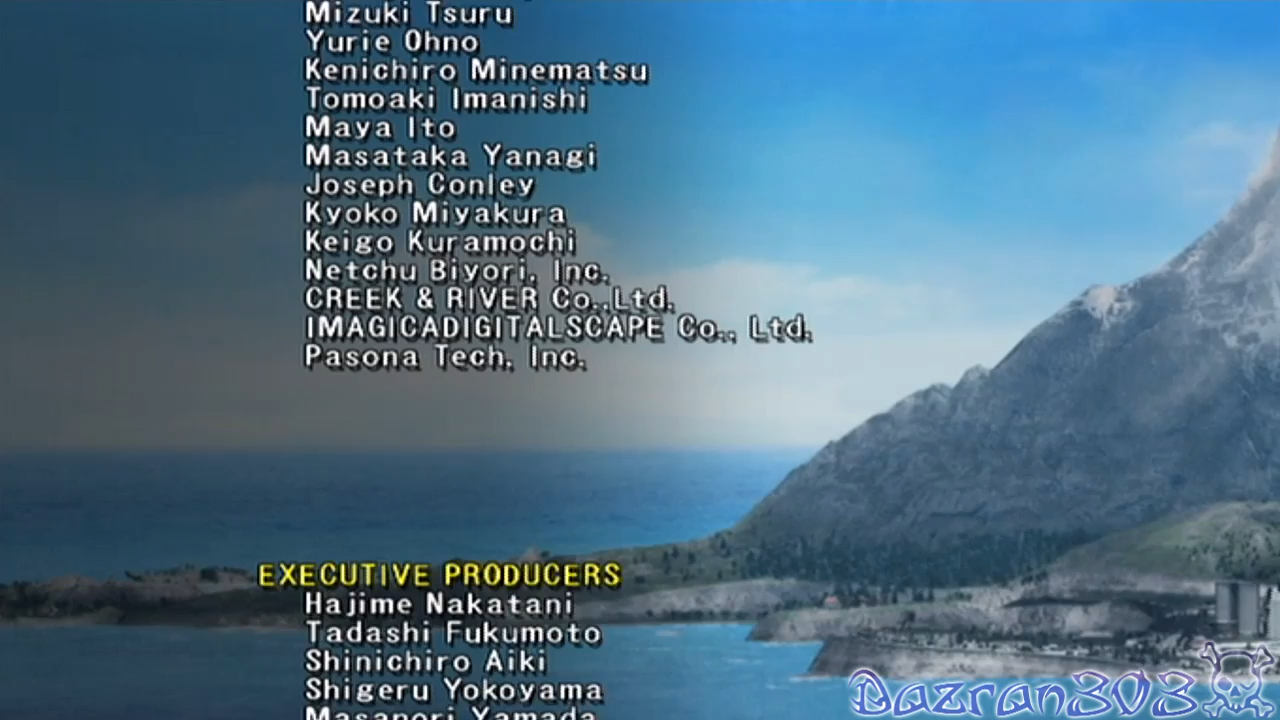 Mizuki Tsuru
Yurie Ohno
Kenichiro Minematsu
Tomoaki Imanishi
Maya Ito
Masataka Yanagi
Joseph Conley
Kyoko Miyakura
Keigo Kuramochi
Netchu Biyori, Inc.
CREEK & RIVER Co.,Ltd.
IMAGICADIGITALSCAPE Co., Ltd.
Pasona Tech, Inc.
EXECUTIVE PRODUCERS
Hajime Nakatani
Tadashi Fukumoto
Shinichiro Aiki
Shigeru Yokoyama
Masanori Yamada
Dazran303